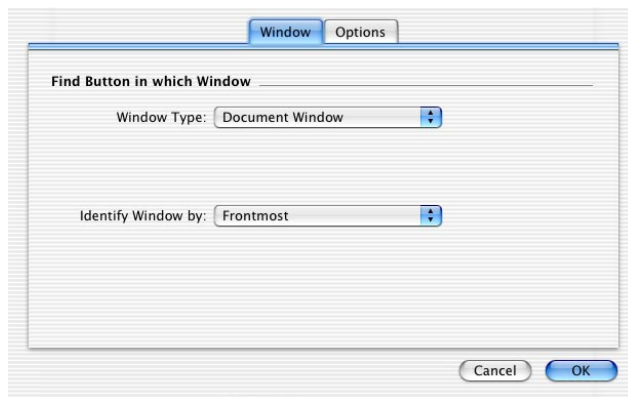 Window Options
Find Button in which Window
Window Type: Document Window
Identify Window by: Frontmost
Cancel OK